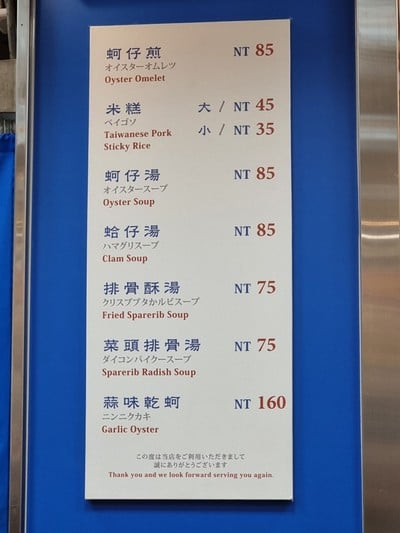 蚵仔煎 NT 85
オイスターオムレツ
Oyster Omelet
米糕 大 / NT 45
ベイゴソ
Taiwanese Pork 小 / NT 35
Sticky Rice
蚵仔湯 NT 85
オイスタースープ
Oyster Soup
蛤仔湯 NT 85
ハマグリスープ
Clam Soup
排骨酥湯 NT 75
クリスプブタかルビスープ
Fried Sparerib Soup
菜頭排骨湯 NT 75
ダイコンパイクースープ
Sparerib Radish Soup
蒜味乾蚵 NT 160
ニンニクカキ
Garlic Oyster
この度は当店をご利用いただきまして
誠にありがとうございます
Thank you and we look forward serving you again.